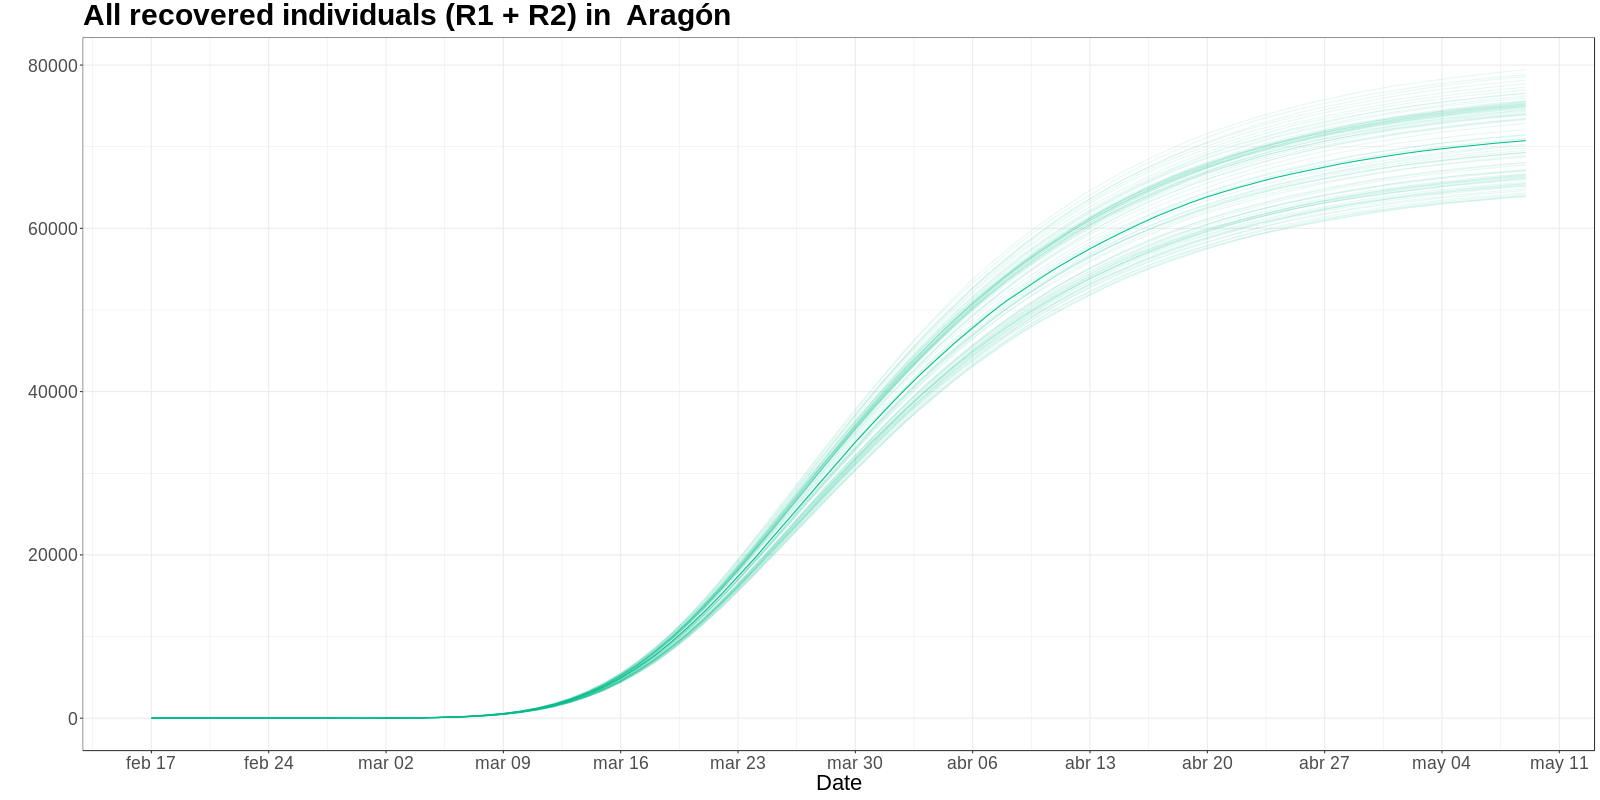 All recovered individuals (R1 + R2) in  Aragón
80000
60000
40000
20000
0
feb 17 feb 24 mar 02 mar 09 mar 16 mar 23 mar 30 abr 06 abr 13 abr 20 abr 27 may 04 may 11
Date